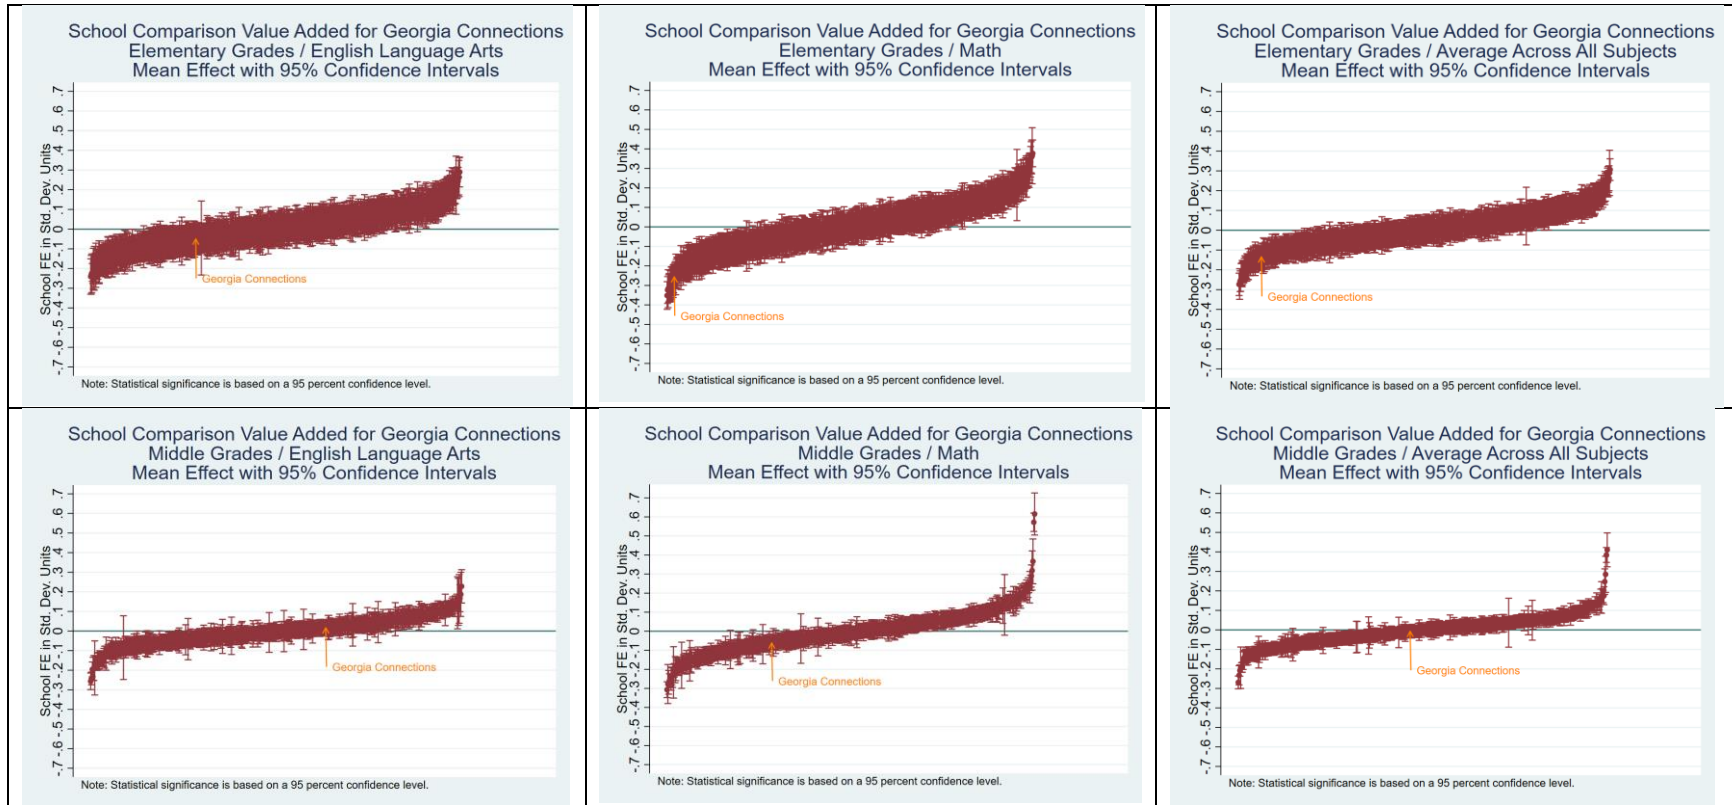 School Comparison Value Added for Georgia Connections
Elementary Grades / English Language Arts
Mean Effect with 95% Confidence Intervals
School FE in Std. Dev. Units
-.7 -.6 -.5 -.4 -.3 -.2 -.1 0 .1 .2 .3 .4 .5 .6 .7
Georgia Connections
Note: Statistical significance is based on a 95 percent confidence level.
School Comparison Value Added for Georgia Connections
Elementary Grades / Math
Mean Effect with 95% Confidence Intervals
School FE in Std. Dev. Units
-.7 -.6 -.5 -.4 -.3 -.2 -.1 0 .1 .2 .3 .4 .5 .6 .7
Georgia Connections
Note: Statistical significance is based on a 95 percent confidence level.
School Comparison Value Added for Georgia Connections
Elementary Grades / Average Across All Subjects
Mean Effect with 95% Confidence Intervals
School FE in Std. Dev. Units
-.7 -.6 -.5 -.4 -.3 -.2 -.1 0 .1 .2 .3 .4 .5 .6 .7
Georgia Connections
Note: Statistical significance is based on a 95 percent confidence level.
School Comparison Value Added for Georgia Connections
Middle Grades / English Language Arts
Mean Effect with 95% Confidence Intervals
School FE in Std. Dev. Units
-.7 -.6 -.5 -.4 -.3 -.2 -.1 0 .1 .2 .3 .4 .5 .6 .7
Georgia Connections
Note: Statistical significance is based on a 95 percent confidence level.
School Comparison Value Added for Georgia Connections
Middle Grades / Math
Mean Effect with 95% Confidence Intervals
School FE in Std. Dev. Units
-.7 -.6 -.5 -.4 -.3 -.2 -.1 0 .1 .2 .3 .4 .5 .6 .7
Georgia Connections
Note: Statistical significance is based on a 95 percent confidence level.
School Comparison Value Added for Georgia Connections
Middle Grades / Average Across All Subjects
Mean Effect with 95% Confidence Intervals
School FE in Std. Dev. Units
-.7 -.6 -.5 -.4 -.3 -.2 -.1 0 .1 .2 .3 .4 .5 .6 .7
Georgia Connections
Note: Statistical significance is based on a 95 percent confidence level.